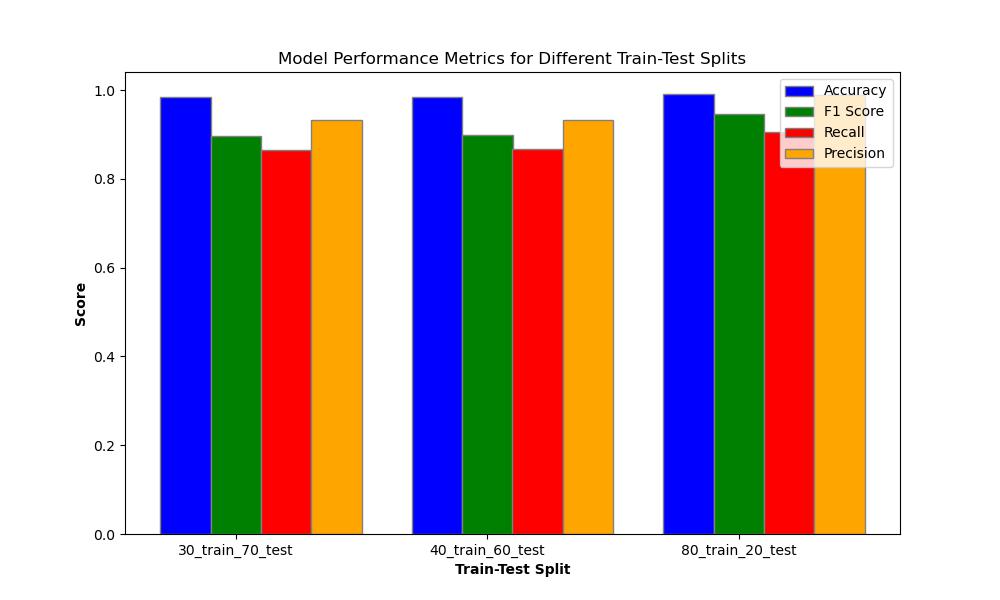 Model Performance Metrics for Different Train-Test Splits
Accuracy
F1 Score
Recall
Precision
1.0
0.8
0.6
0.4
0.2
0.0
Score
30_train_70_test
40_train_60_test
80_train_20_test
Train-Test Split